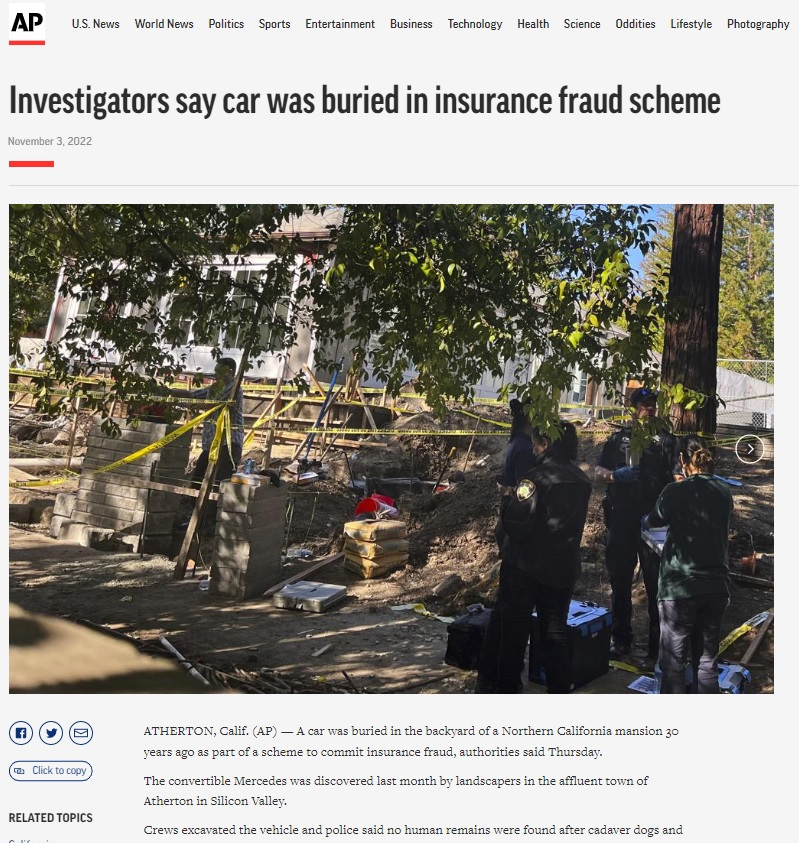 AP
U.S. News World News Politics Sports Entertainment Business Technology Health Science Oddities Lifestyle Photography
Investigators say car was buried in insurance fraud scheme
November 3, 2022
ATHERTON, Calif. (AP) — A car was buried in the backyard of a Northern California mansion 30
years ago as part of a scheme to commit insurance fraud, authorities said Thursday.
Click to copy
The convertible Mercedes was discovered last month by landscapers in the affluent town of
Atherton in Silicon Valley.
RELATED TOPICS
Crews excavated the vehicle and police said no human remains were found after cadaver dogs and